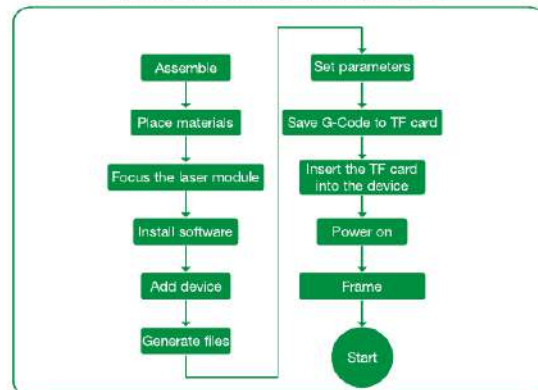 Assemble
Place materials
Focus the laser module
Install software
Add device
Generate files
Set parameters
Save G-Code to TF card
Insert the TF card
into the device
Power on
Frame
Start